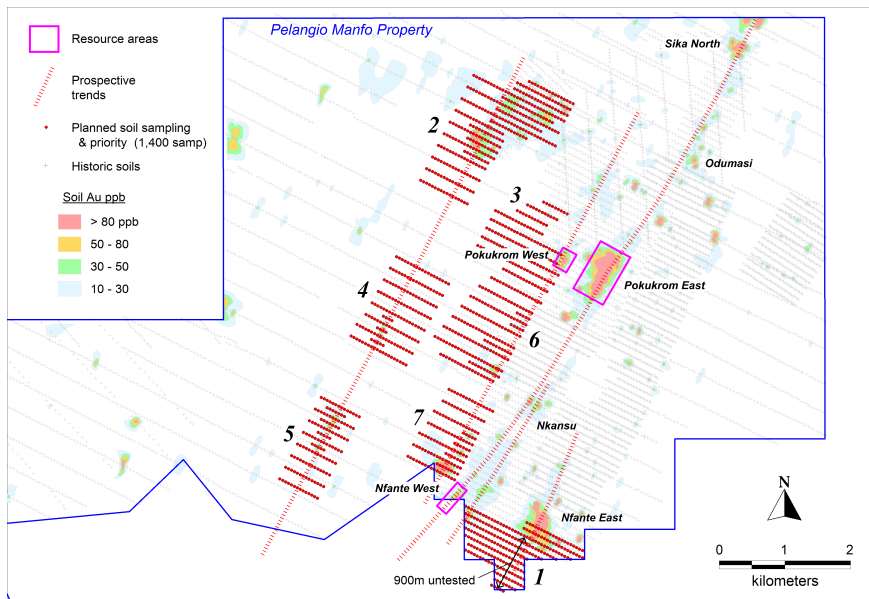 Pelangio Manfo Property
Resource areas
Prospective
trends
Planned soil sampling
& priority (1,400 samp)
Historic soils
Soil Au ppb
> 80 ppb
50 - 80
30 - 50
10 - 30
Sika North
2
Odumasi
3
Pokukrom West
Pokukrom East
4
6
7
Nkansu
5
Nfante West
Nfante East
N
900m untested
1
0 1 2
kilometers